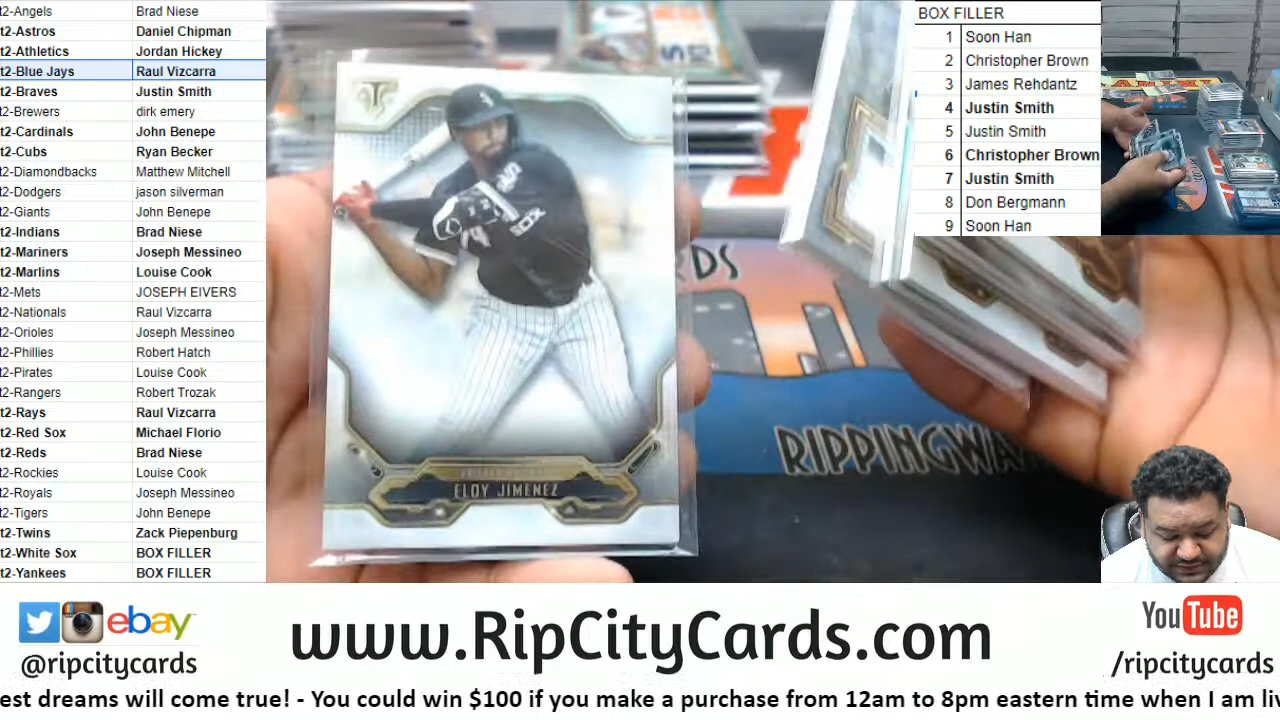 t2-Angels Brad Niese
t2-Astros Daniel Chipman
t2-Athletics Jordan Hickey
t2-Blue Jays Raul Vizcarra
t2-Braves Justin Smith
t2-Brewers dirk emery
t2-Cardinals John Benepe
t2-Cubs Ryan Becker
t2-Diamondbacks Matthew Mitchell
t2-Dodgers jason silverman
t2-Giants John Benepe
t2-Indians Brad Niese
t2-Mariners Joseph Messineo
t2-Marlins Louise Cook
t2-Mets JOSEPH EIVERS
t2-Nationals Raul Vizcarra
t2-Orioles Joseph Messineo
t2-Phillies Robert Hatch
t2-Pirates Louise Cook
t2-Rangers Robert Trozak
t2-Rays Raul Vizcarra
t2-Red Sox Michael Florio
t2-Reds Brad Niese
t2-Rockies Louise Cook
t2-Royals Joseph Messineo
t2-Tigers John Benepe
t2-Twins Zack Piepenburg
t2-White Sox BOX FILLER
t2-Yankees BOX FILLER
SOX
ELOY JIMENEZ
RDS
RIPPINGWA
BOX FILLER
1 Soon Han
2 Christopher Brown
3 James Rehdantz
4 Justin Smith
5 Justin Smith
6 Christopher Brown
7 Justin Smith
8 Don Bergmann
9 Soon Han
ebay
@ripcitycards
www.RipCityCards.com
YouTube
/ripcitycards
est dreams will come true! - You could win $100 if you make a purchase from 12am to 8pm eastern time when I am liv